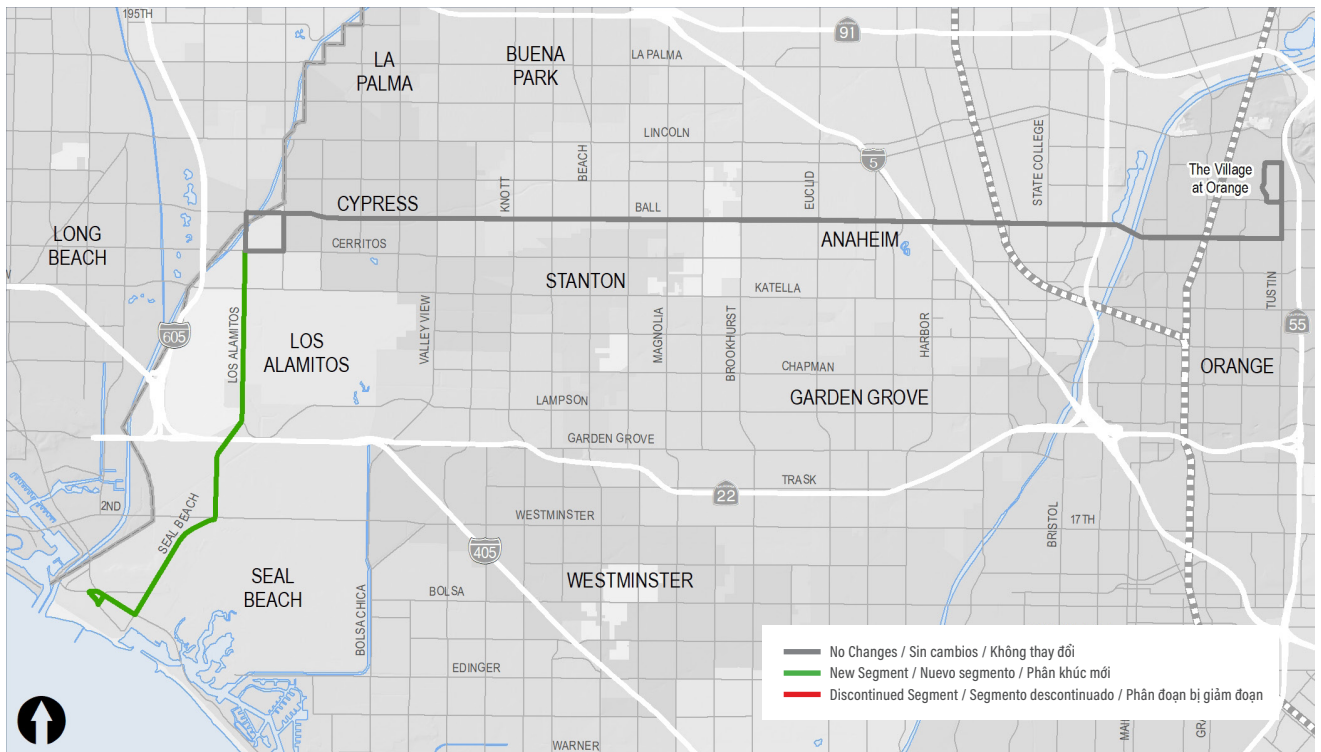 195TH
LA
PALMA
BUENA
PARK
LA PALMA
91
LINCOLN
5
BEACH
KNOTT
EUCLID
STATE COLLEGE
The Village
at Orange
CYPRESS
BALL
LONG
BEACH
CERRITOS
ANAHEIM
STANTON
KATELLA
TUSTIN
605
LOS ALAMITOS
LOS
ALAMITOS
VALLEY VIEW
MAGNOLIA
BROOKHURST
HARBOR
55
CHAPMAN
ORANGE
LAMPSON
GARDEN GROVE
GARDEN GROVE
TRASK
22
2ND
SEAL BEACH
WESTMINSTER
17TH
BRISTOL
405
SEAL
BEACH
WESTMINSTER
BOLSA
BOLSA CHICA
EDINGER
WARNER
No Changes / Sin cambios / Không thay đổi
New Segment / Nuevo segmento / Phân khúc mới
Discontinued Segment / Segmento descontinuado / Phân đoạn bị giảm đoạn